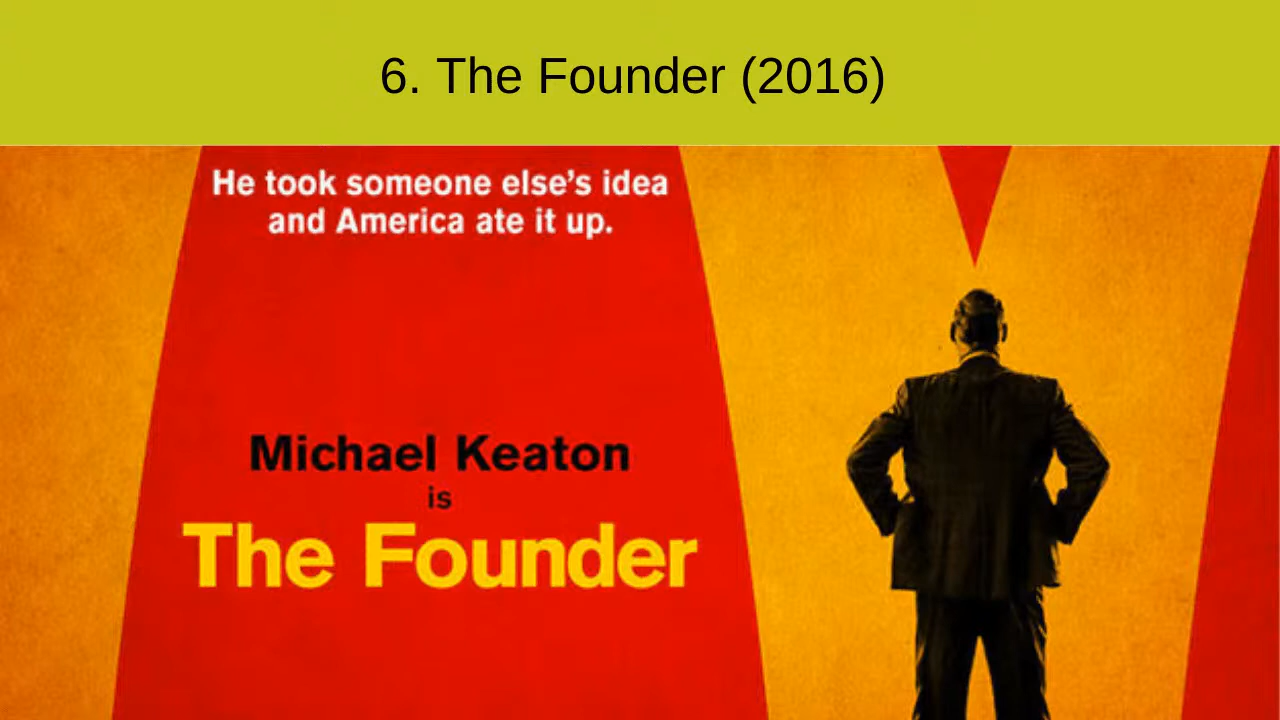 6. The Founder (2016)
He took someone else’s idea
and America ate it up.
Michael Keaton
is
The Founder